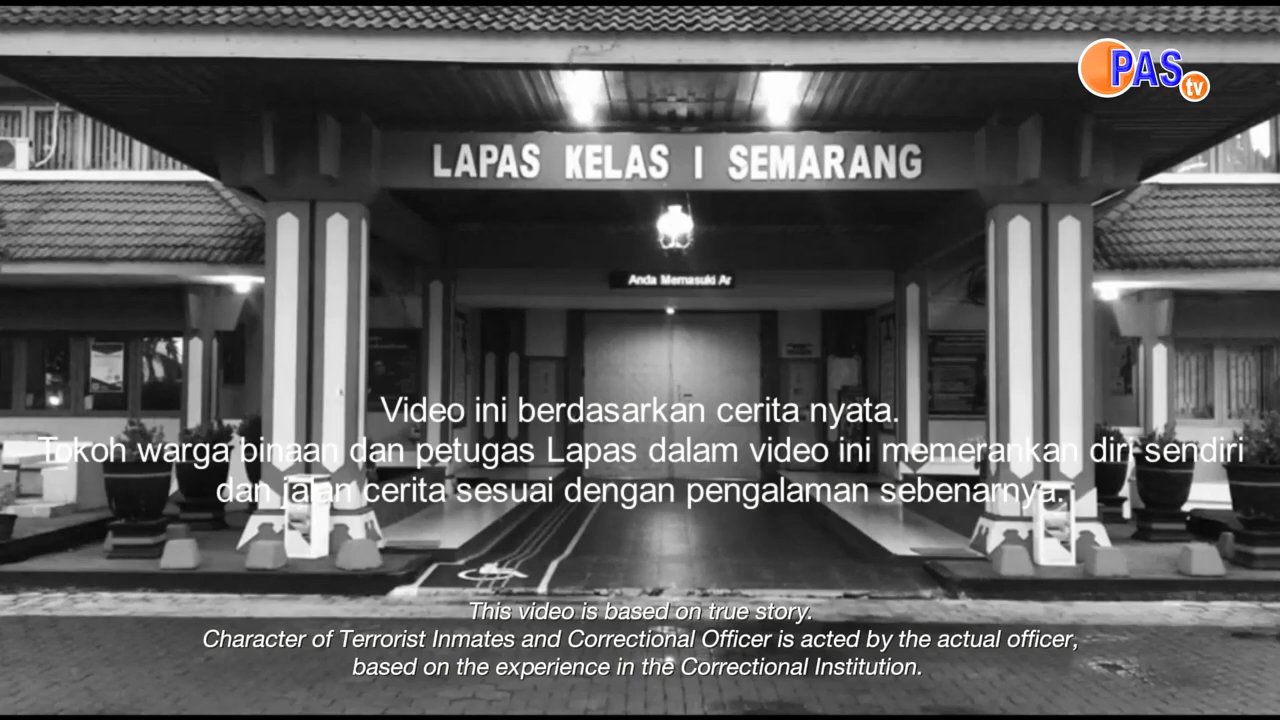 PAS tv
LAPAS KELAS I SEMARANG
Anda Memasuki Ar
Video ini berdasarkan cerita nyata.
Tokoh warga binaan dan petugas Lapas dalam video ini memerankan diri sendiri
dan jalan cerita sesuai dengan pengalaman sebenarnya.
This video is based on true story.
Character of Terrorist Inmates and Correctional Officer is acted by the actual officer,
based on the experience in the Correctional Institution.